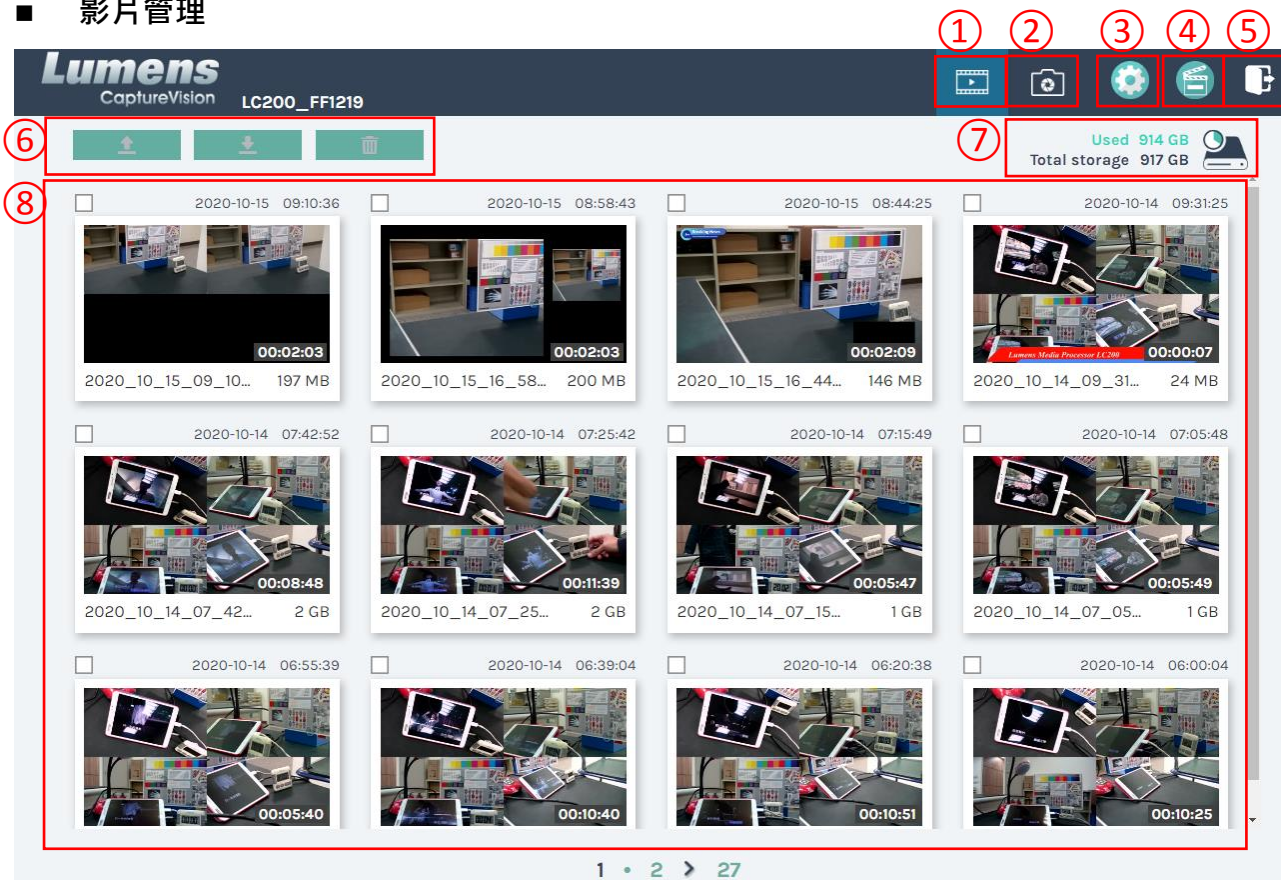 ■ 影片管理
① ② ③ ④ ⑤
Lumens
CaptureVision LC200_FF1219
⑥ ⑦ Used 914 GB
Total storage 917 GB
⑧
2020-10-15 09:10:36 2020-10-15 08:58:43 2020-10-15 08:44:25 2020-10-14 09:31:25
Lumens Media Processor LC200
00:02:03 00:02:03 00:02:09 00:00:07
2020_10_15_09_10... 197 MB 2020_10_15_16_58... 200 MB 2020_10_15_16_44... 146 MB 2020_10_14_09_31... 24 MB
2020-10-14 07:42:52 2020-10-14 07:25:42 2020-10-14 07:15:49 2020-10-14 07:05:48
00:08:48 00:11:39 00:05:47 00:05:49
2020_10_14_07_42... 2 GB 2020_10_14_07_25... 2 GB 2020_10_14_07_15... 1 GB 2020_10_14_07_05... 1 GB
2020-10-14 06:55:39 2020-10-14 06:39:04 2020-10-14 06:20:38 2020-10-14 06:00:04
00:05:40 00:10:40 00:10:51 00:10:25
1 • 2 > 27